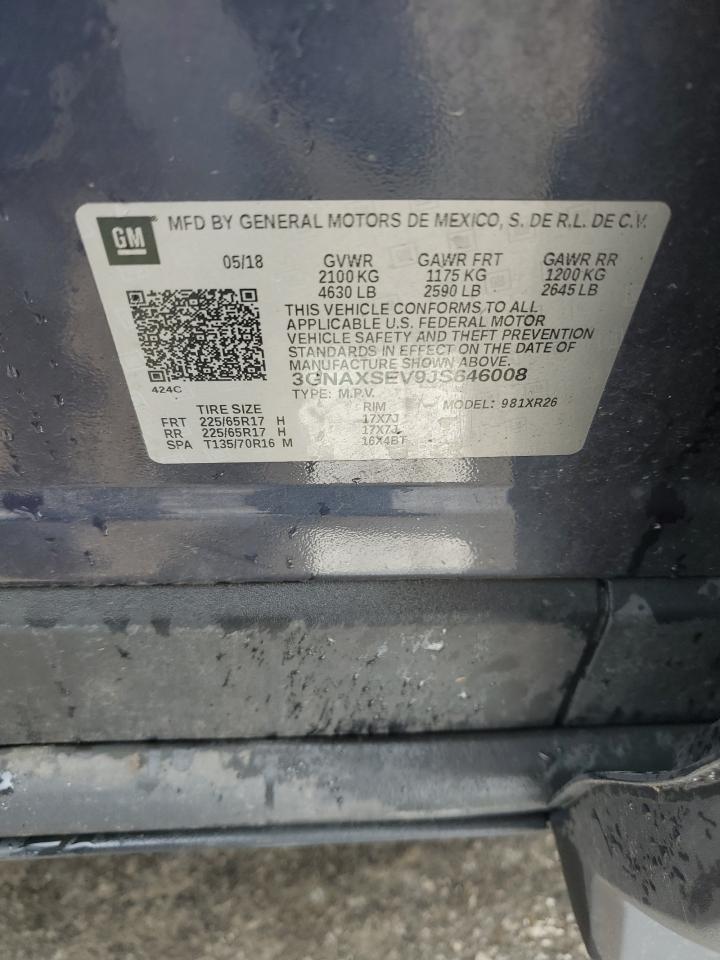 GM MFD BY GENERAL MOTORS DE MEXICO, S. DE R.L. DE C.V.
05/18 GVWR GAWR FRT GAWR RR
2100 KG 1175 KG 1200 KG
4630 LB 2590 LB 2645 LB
THIS VEHICLE CONFORMS TO ALL
APPLICABLE U.S. FEDERAL MOTOR
VEHICLE SAFETY AND THEFT PREVENTION
STANDARDS IN EFFECT ON THE DATE OF
MANUFACTURE SHOWN ABOVE.
424C 3GNAXSEV9JS646008
TYPE: M.P.V. MODEL: 981XR26
TIRE SIZE RIM
FRT 225/65R17 H 17X7J
RR 225/65R17 H 17X7J
SPA T135/70R16 M 16X4BT